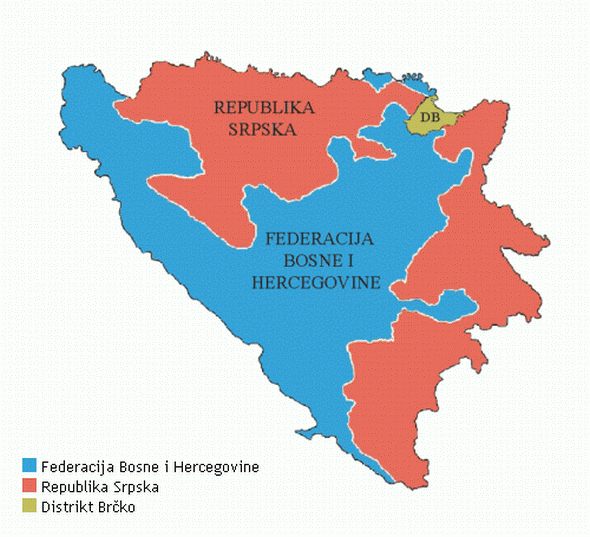 REPUBLIKA
SRPSKA
DB
FEDERACIJA
BOSNE I
HERCEGOVINE
Federacija Bosne i Hercegovine
Republika Srpska
Distrikt Brčko